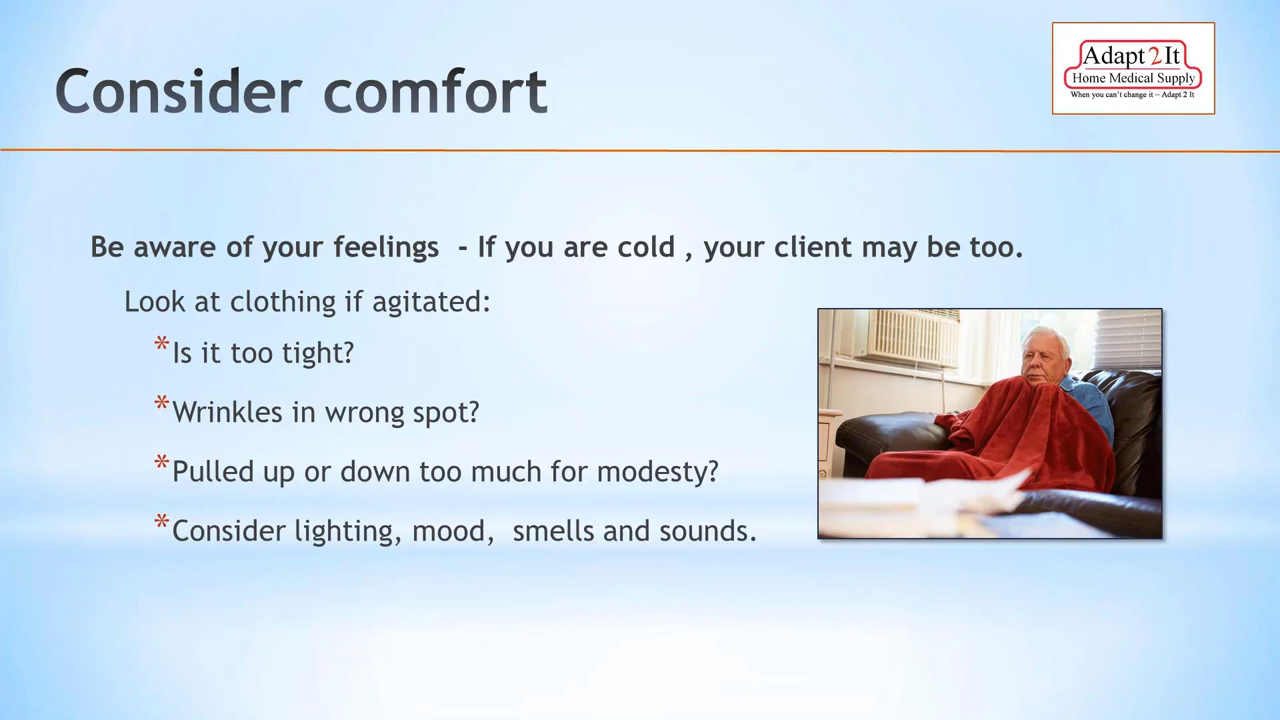 Consider comfort
Adapt 2 It
Home Medical Supply
When you can't change it ~ Adapt 2 It
Be aware of your feelings  - If you are cold , your client may be too.
Look at clothing if agitated:
*Is it too tight?
*Wrinkles in wrong spot?
*Pulled up or down too much for modesty?
*Consider lighting, mood,  smells and sounds.